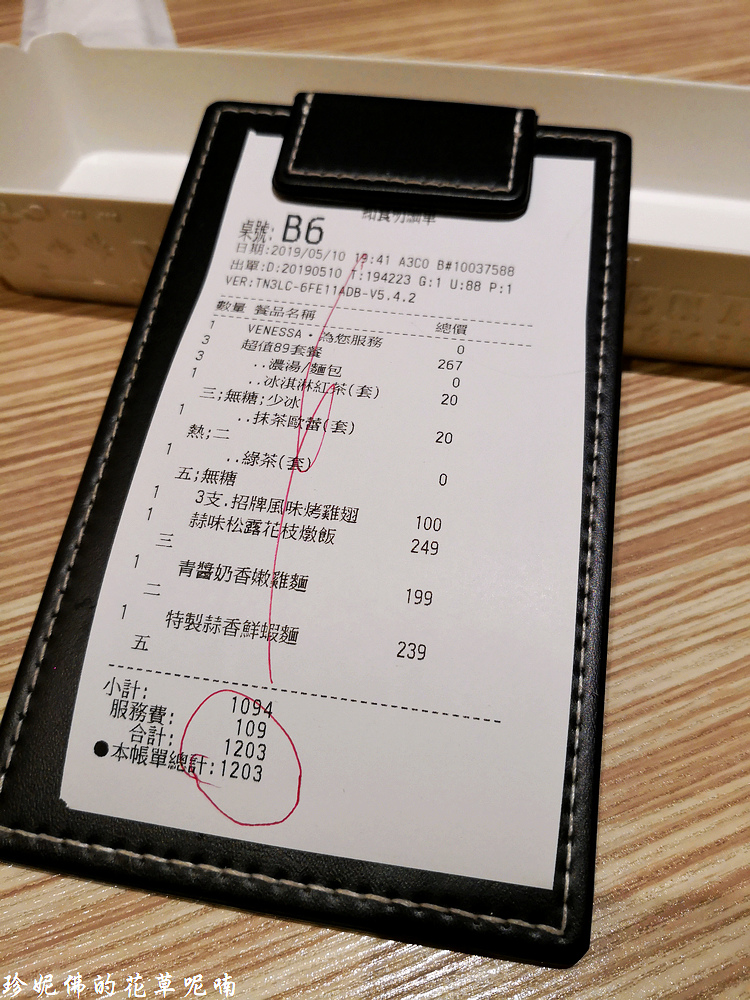 結食明細單
桌號: B6
日期:2019/05/10 19:41 A3C0 B#10037588
出單:D:20190510 T:194223 G:1 U:88 P:1
VER:TN3LC-6FE11ADB-V5.4.2
數量 餐品名稱 總價
1 VENESSA・為您服務 0
3 超值89套餐 267
3 ..濃湯/麵包 0
1 ..冰淇淋紅茶(套) 20
三;無糖;少冰
1 ..抹茶歐蕾(套) 20
熱;二
1 ..綠茶(套) 0
五;無糖
1 3支.招牌風味烤雞翅 100
1 蒜味松露花枝燉飯 249
三
1 青醬奶香嫩雞麵 199
二
1 特製蒜香鮮蝦麵 239
五
小計: 1094
服務費: 109
合計: 1203
●本帳單總計:1203
珍妮佛的花草呢喃